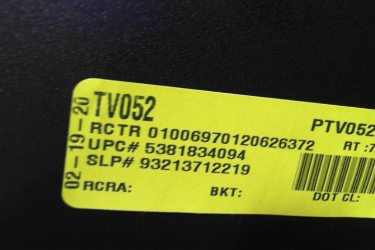 02-19-20
TV052 PTV052
RCTR 01006970120626372 RT:7
UPC# 5381834094
SLP# 93213712219
RCRA: BKT: DOT CL: